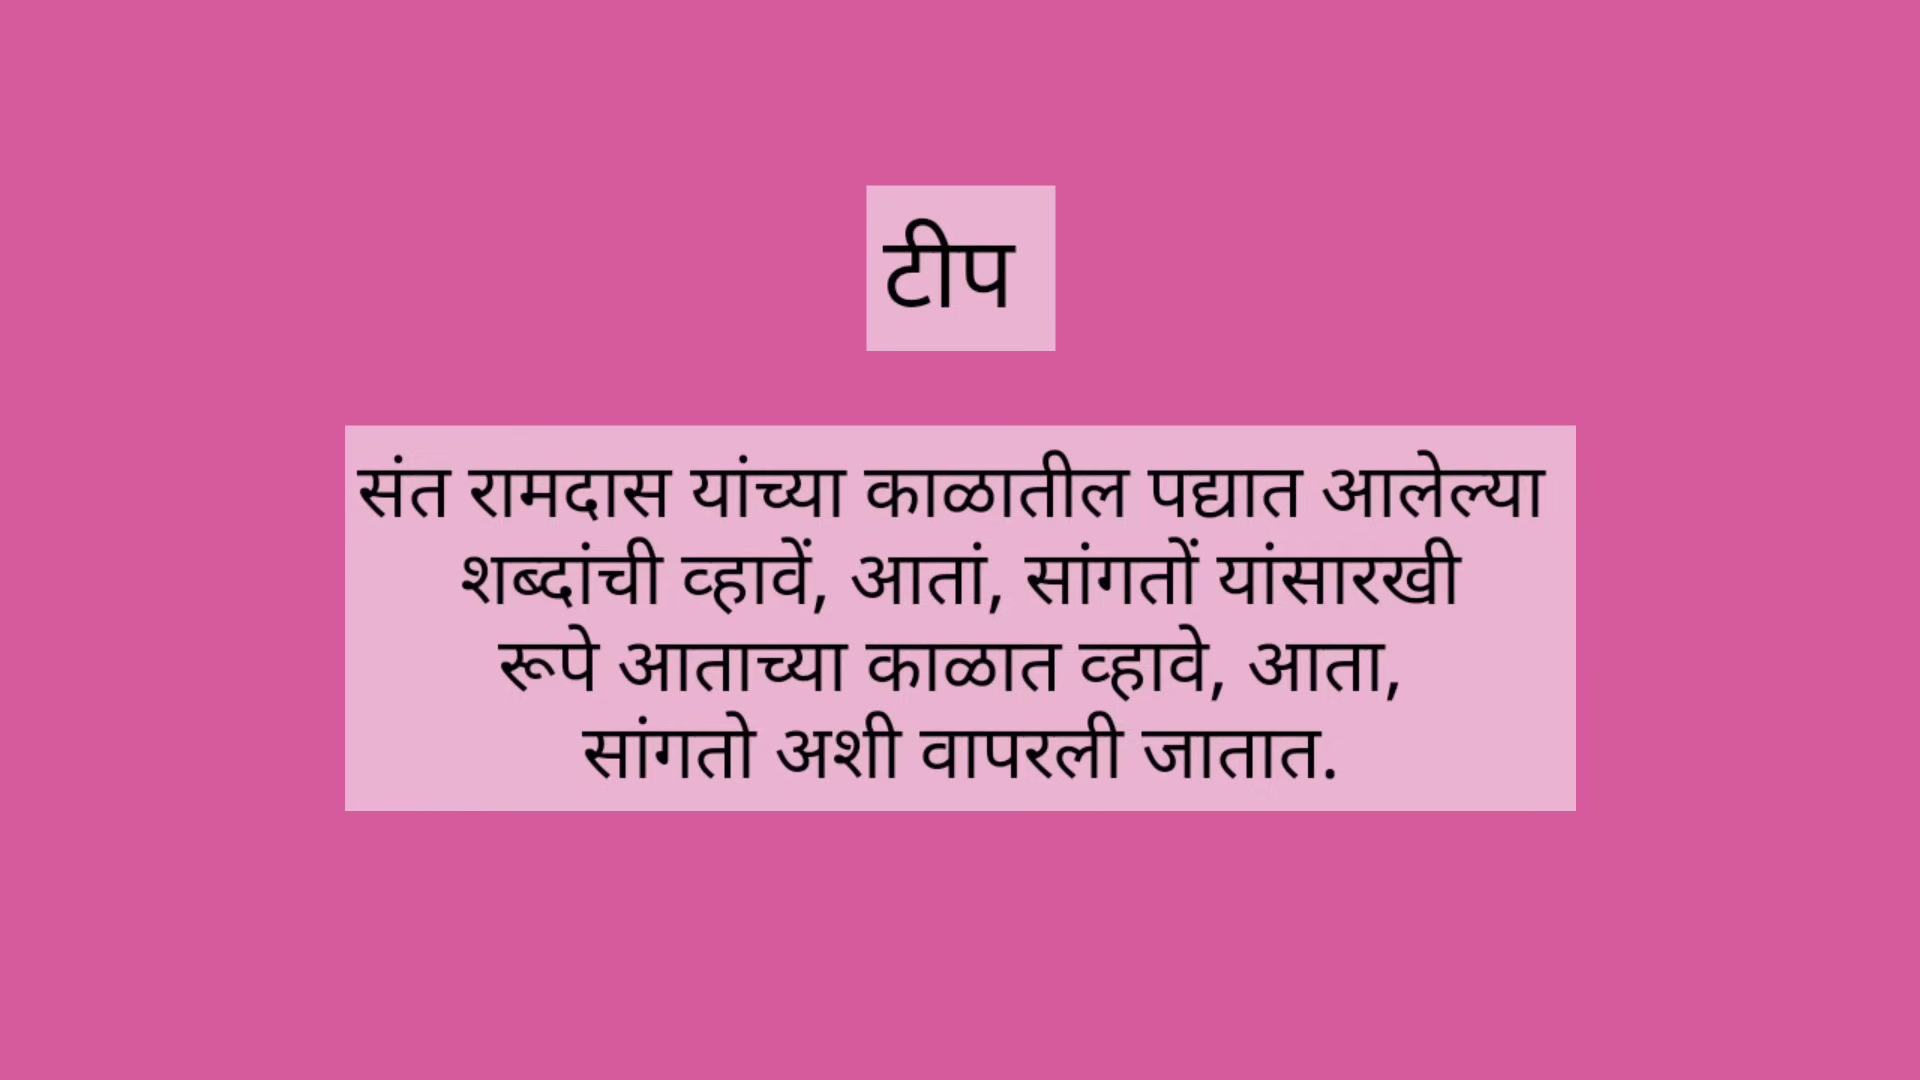 टीप
संत रामदास यांच्या काळातील पद्यात आलेल्या
शब्दांची व्हावें, आतां, सांगतों यांसारखी
रूपे आताच्या काळात व्हावे, आता,
सांगतो अशी वापरली जातात.